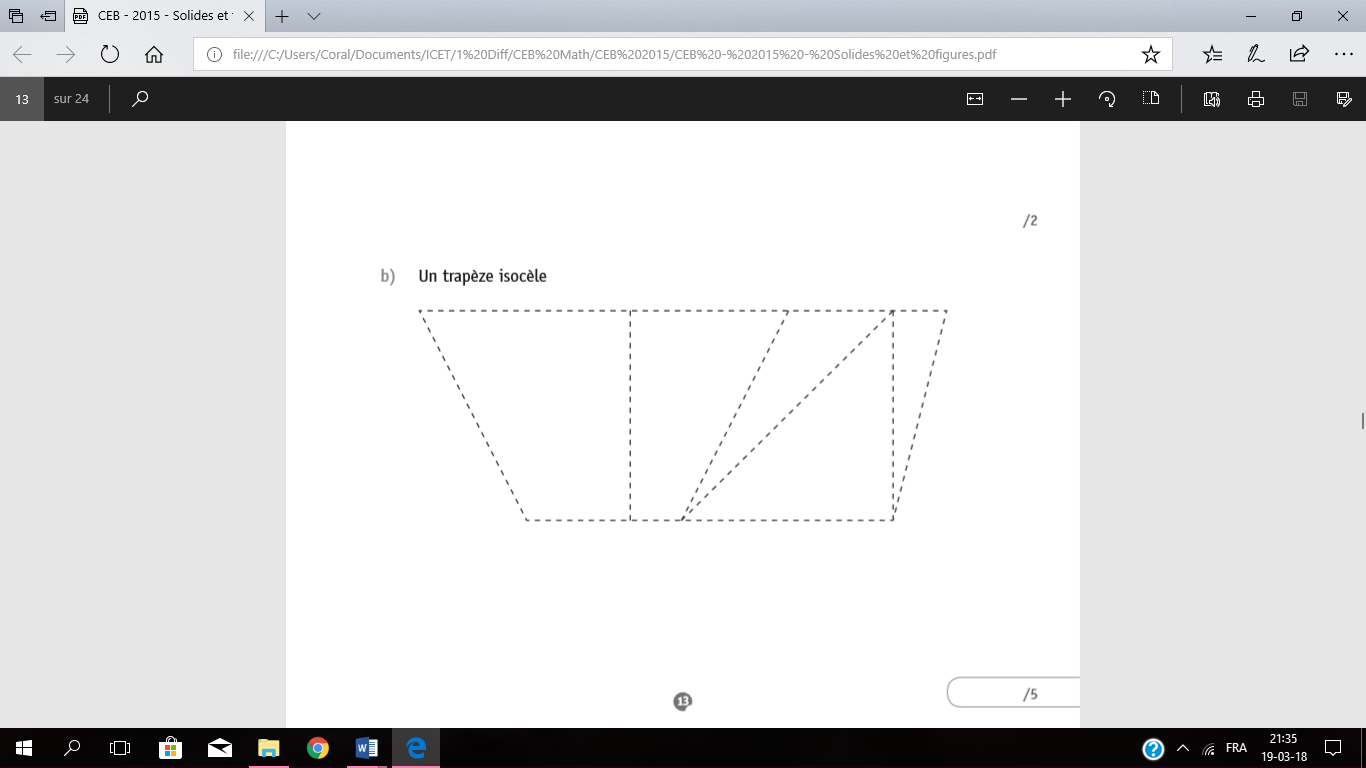 CEB - 2015 - Solides et
file:///C:/Users/Coral/Documents/ICET/1%20Diff/CEB%20Math/CEB%202015/CEB%20-%202015%20-%20Solides%20et%20figures.pdf
13 sur 24
/2
b) Un trapèze isocèle
13
/5
FRA
21:35
19-03-18